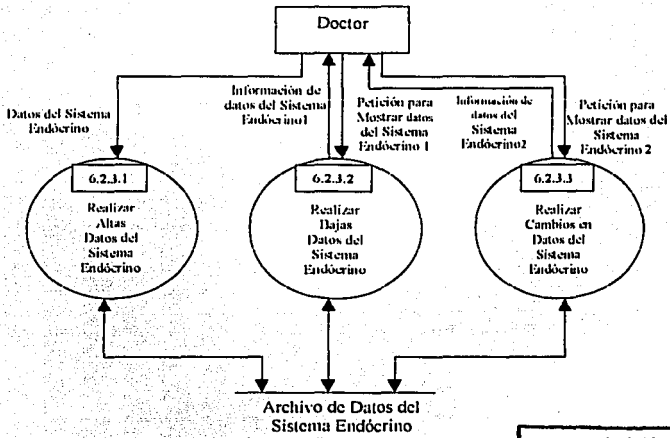 Doctor
Datos del Sistema
Endócrino
Información de
datos del Sistema
Endócrino1
Petición para
Mostrar datos
del Sistema
Endócrino 1
Información de
datos del
Sistema
Endócrino2
Petición para
Mostrar datos del
Sistema
Endócrino 2
6.2.3.1
Realizar
Altas
Datos del
Sistema
Endócrino
6.2.3.2
Realizar
Bajas
Datos del
Sistema
Endócrino
6.2.3.3
Realizar
Cambios en
Datos del
Sistema
Endócrino
Archivo de Datos del
Sistema Endócrino